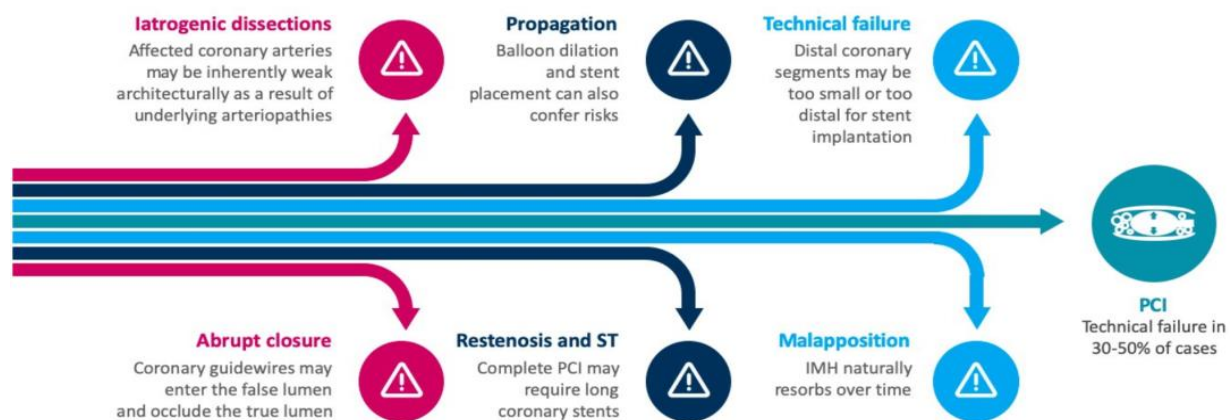 Iatrogenic dissections
Affected coronary arteries
may be inherently weak
architecturally as a result of
underlying arteriopathies
Propagation
Balloon dilation
and stent
placement can also
confer risks
Technical failure
Distal coronary
segments may be
too small or too
distal for stent
implantation
PCI
Technical failure in
30-50% of cases
Abrupt closure
Coronary guidewires may
enter the false lumen
and occlude the true lumen
Restenosis and ST
Complete PCI may
require long
coronary stents
Malapposition
IMH naturally
resorbs over time